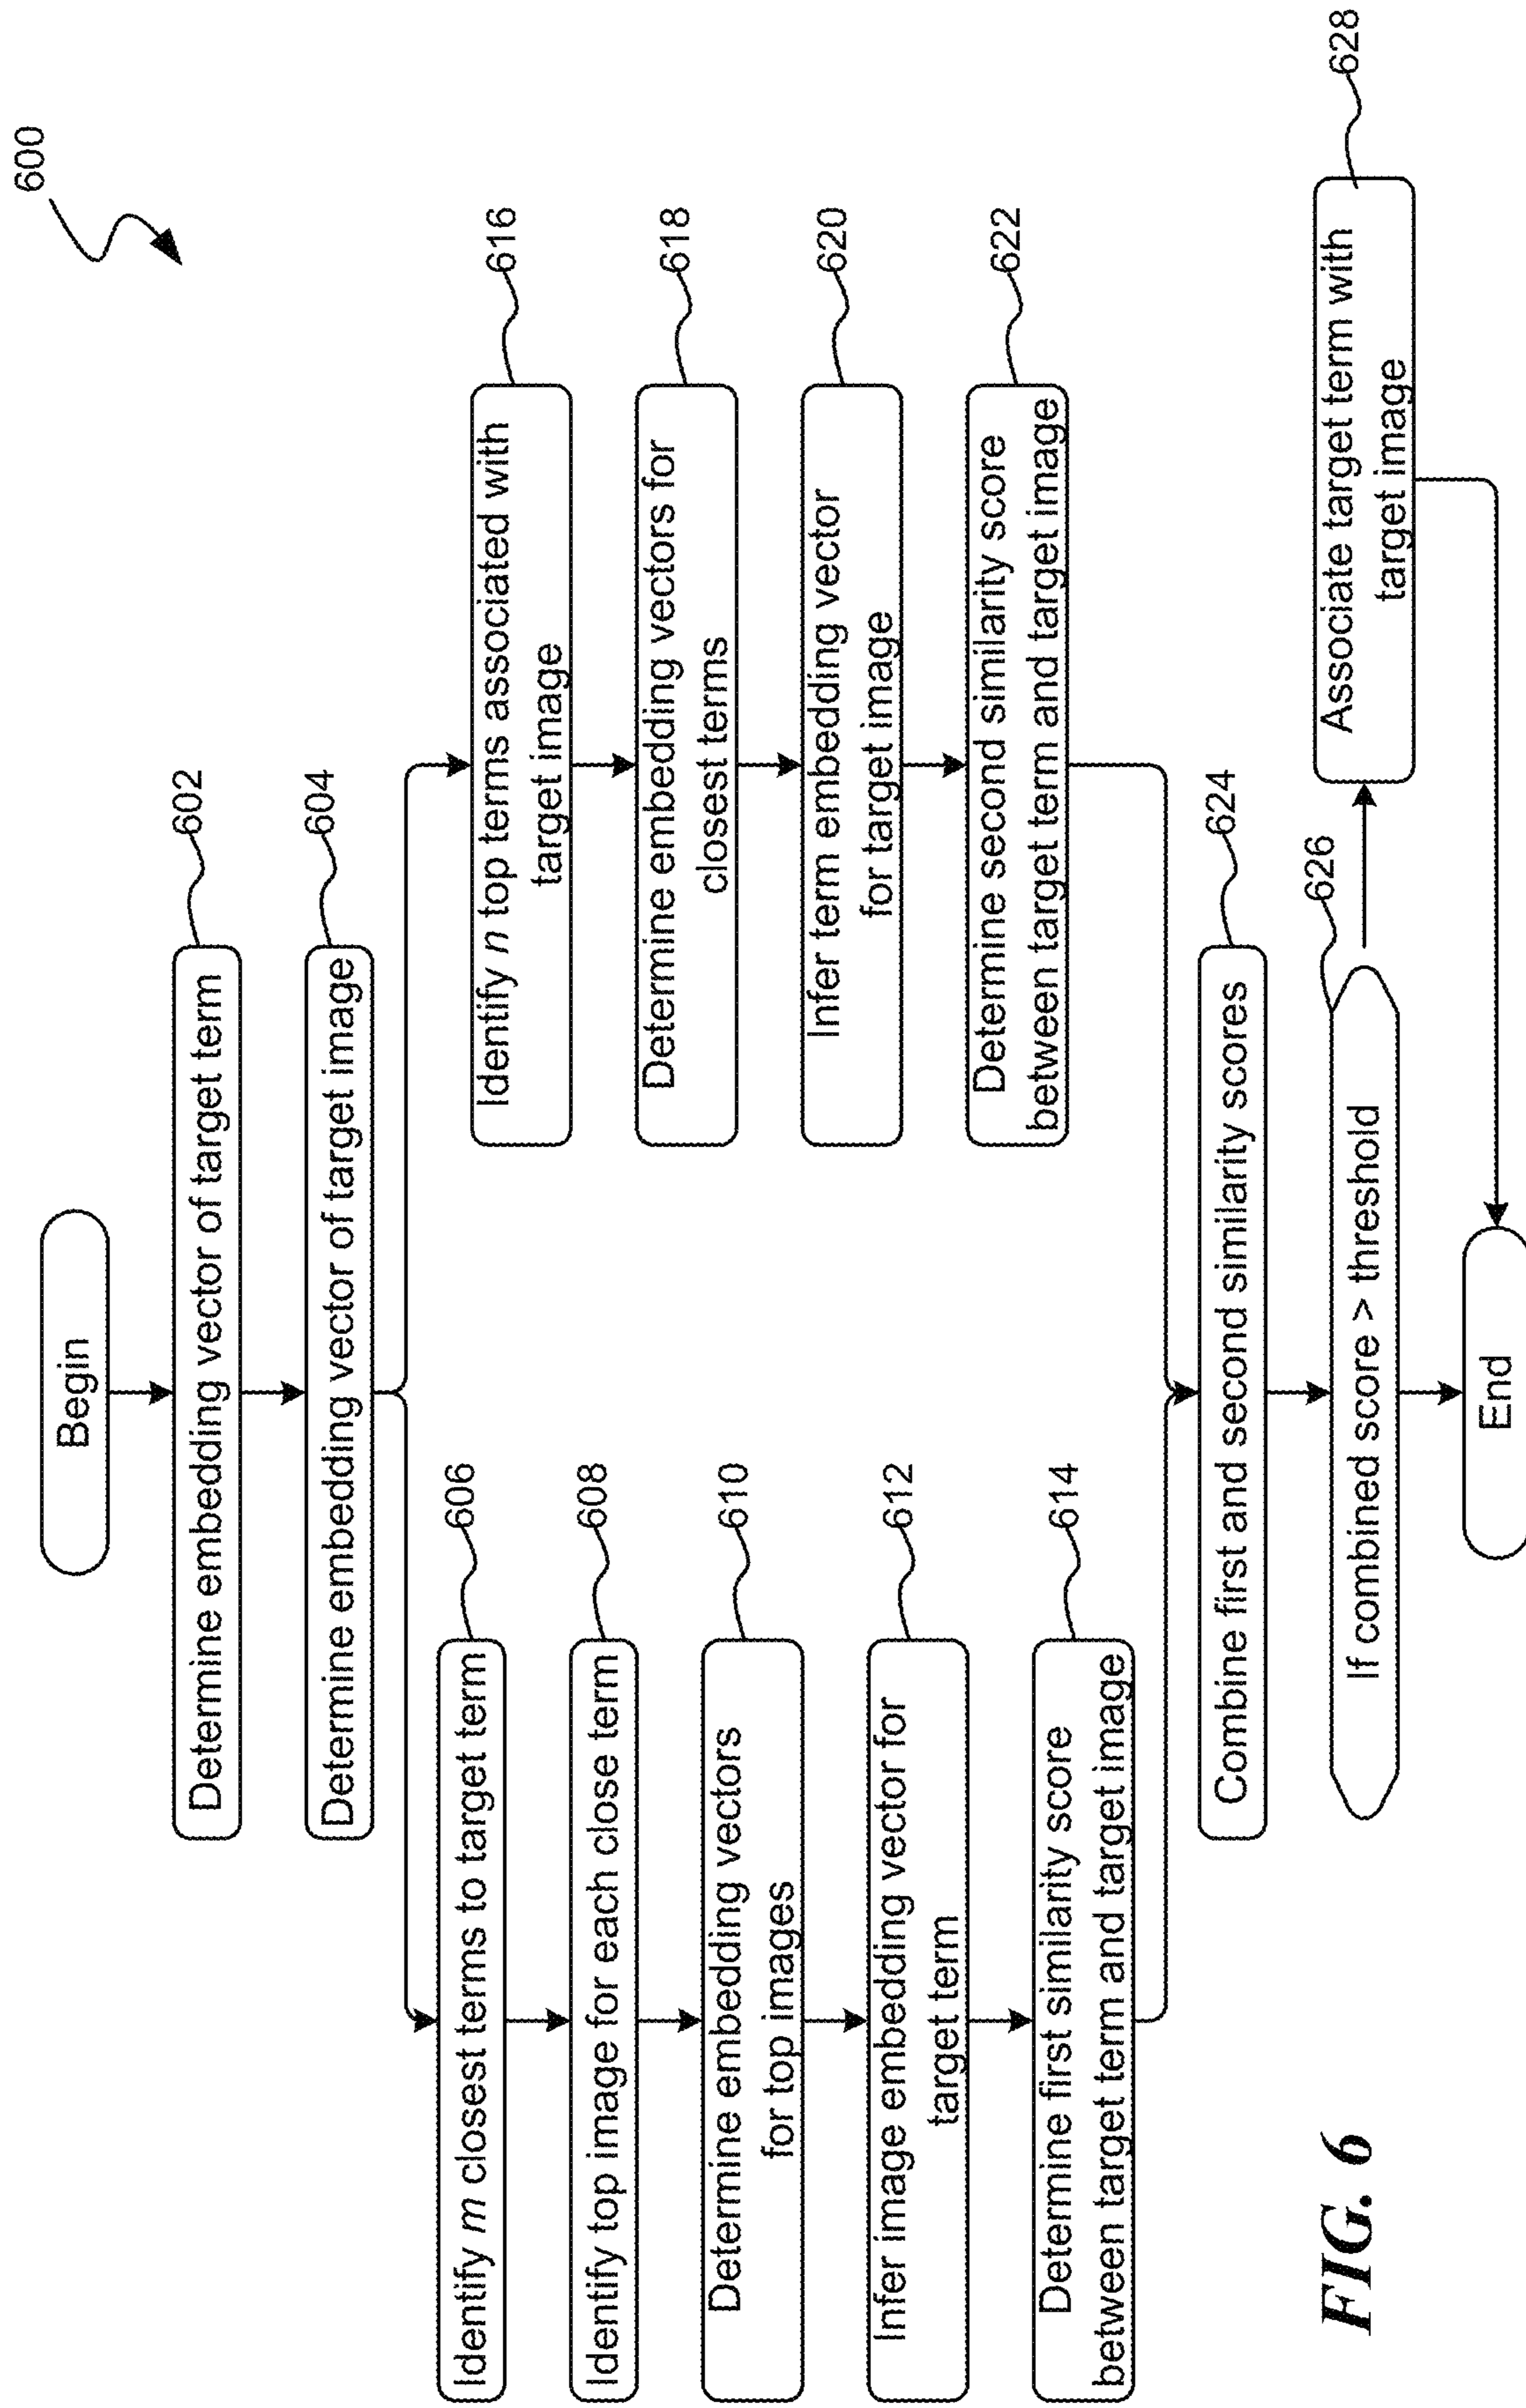 600
Begin
Determine embedding vector of target term
602
Determine embedding vector of target image
604
Identify m closest terms to target term
606
Identify top image for each close term
608
Determine embedding vectors
for top images
610
Infer image embedding vector for
target term
612
Determine first similarity score
between target term and target image
614
Identify n top terms associated with
target image
616
Determine embedding vectors for
closest terms
618
Infer term embedding vector
for target image
620
Determine second similarity score
between target term and target image
622
Combine first and second similarity scores
624
If combined score > threshold
626
Associate target term with
target image
628
End
FIG. 6